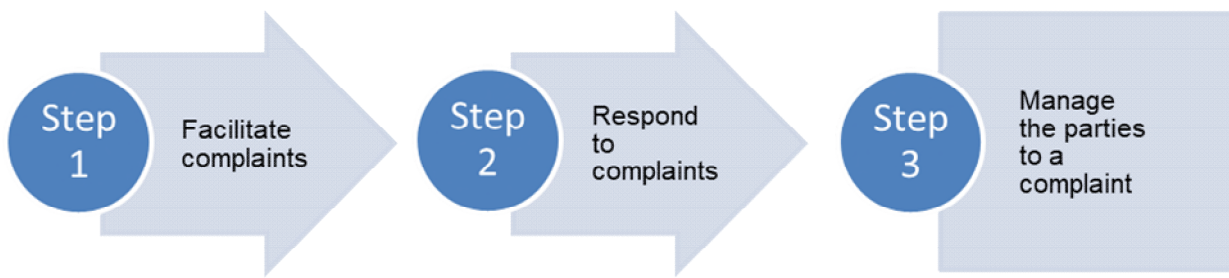 Step
1
Facilitate
complaints
Step
2
Respond
to
complaints
Step
3
Manage
the parties
to a
complaint